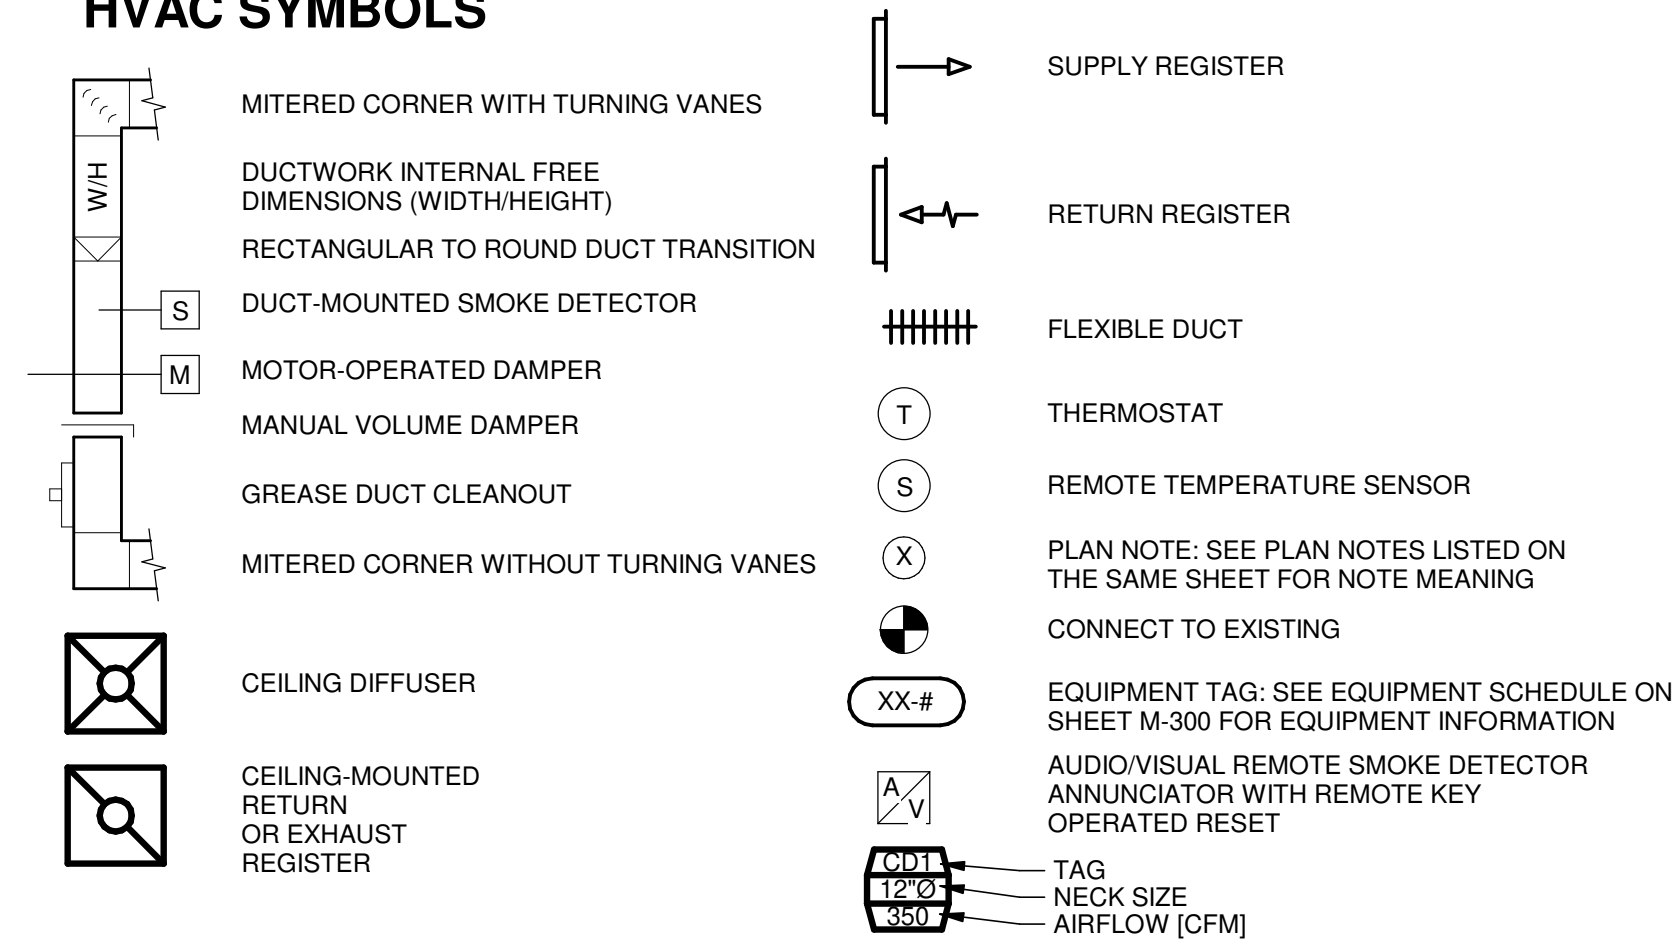 HVAC SYMBOLS
MITERED CORNER WITH TURNING VANES
W/H
DUCTWORK INTERNAL FREE
DIMENSIONS (WIDTH/HEIGHT)
RECTANGULAR TO ROUND DUCT TRANSITION
S
DUCT-MOUNTED SMOKE DETECTOR
M
MOTOR-OPERATED DAMPER
MANUAL VOLUME DAMPER
GREASE DUCT CLEANOUT
MITERED CORNER WITHOUT TURNING VANES
CEILING DIFFUSER
CEILING-MOUNTED
RETURN
OR EXHAUST
REGISTER
SUPPLY REGISTER
RETURN REGISTER
FLEXIBLE DUCT
T
THERMOSTAT
S
REMOTE TEMPERATURE SENSOR
X
PLAN NOTE: SEE PLAN NOTES LISTED ON
THE SAME SHEET FOR NOTE MEANING
CONNECT TO EXISTING
XX-#
EQUIPMENT TAG: SEE EQUIPMENT SCHEDULE ON
SHEET M-300 FOR EQUIPMENT INFORMATION
A/V
AUDIO/VISUAL REMOTE SMOKE DETECTOR
ANNUNCIATOR WITH REMOTE KEY
OPERATED RESET
CD1
TAG
12"Ø
NECK SIZE
350
AIRFLOW [CFM]